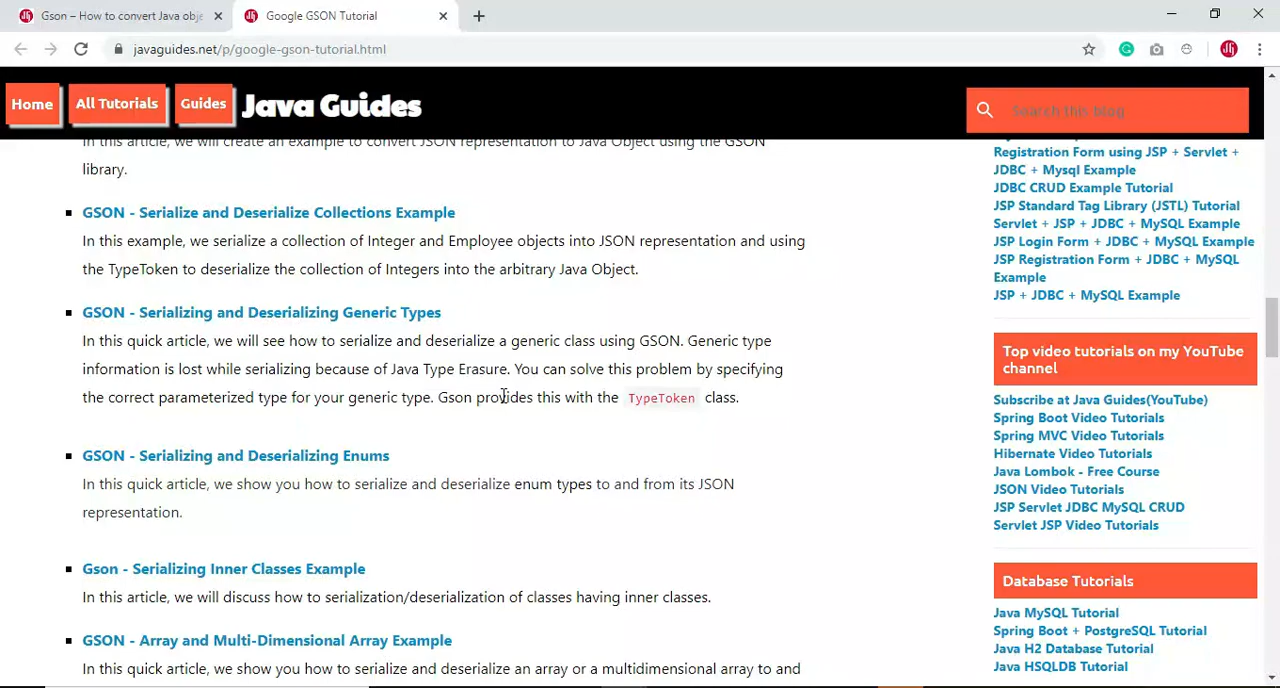 Gson – How to convert Java obje
Google GSON Tutorial
javaguides.net/p/google-gson-tutorial.html
Home
All Tutorials
Guides
Java Guides
Search this blog
In this article, we will create an example to convert JSON representation to Java Object using the GSON
library.
GSON - Serialize and Deserialize Collections Example
In this example, we serialize a collection of Integer and Employee objects into JSON representation and using
the TypeToken to deserialize the collection of Integers into the arbitrary Java Object.
GSON - Serializing and Deserializing Generic Types
In this quick article, we will see how to serialize and deserialize a generic class using GSON. Generic type
information is lost while serializing because of Java Type Erasure. You can solve this problem by specifying
the correct parameterized type for your generic type. Gson provides this with the TypeToken class.
GSON - Serializing and Deserializing Enums
In this quick article, we show you how to serialize and deserialize enum types to and from its JSON
representation.
Gson - Serializing Inner Classes Example
In this article, we will discuss how to serialization/deserialization of classes having inner classes.
GSON - Array and Multi-Dimensional Array Example
In this quick article, we show you how to serialize and deserialize an array or a multidimensional array to and
Registration Form using JSP + Servlet +
JDBC + Mysql Example
JDBC CRUD Example Tutorial
JSP Standard Tag Library (JSTL) Tutorial
Servlet + JSP + JDBC + MySQL Example
JSP Login Form + JDBC + MySQL Example
JSP Registration Form + JDBC + MySQL
Example
JSP + JDBC + MySQL Example
Top video tutorials on my YouTube
channel
Subscribe at Java Guides(YouTube)
Spring Boot Video Tutorials
Spring MVC Video Tutorials
Hibernate Video Tutorials
Java Lombok - Free Course
JSON Video Tutorials
JSP Servlet JDBC MySQL CRUD
Servlet JSP Video Tutorials
Database Tutorials
Java MySQL Tutorial
Spring Boot + PostgreSQL Tutorial
Java H2 Database Tutorial
Java HSQLDB Tutorial